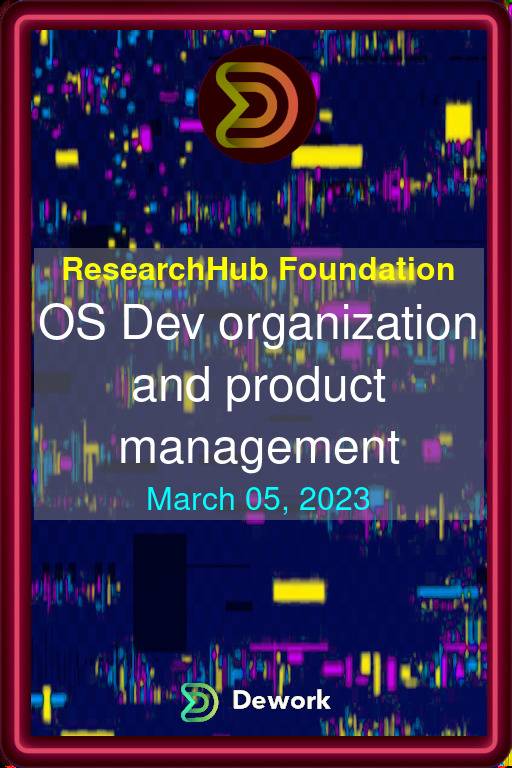 ResearchHub Foundation
OS Dev organization
and product
management
March 05, 2023
Dework